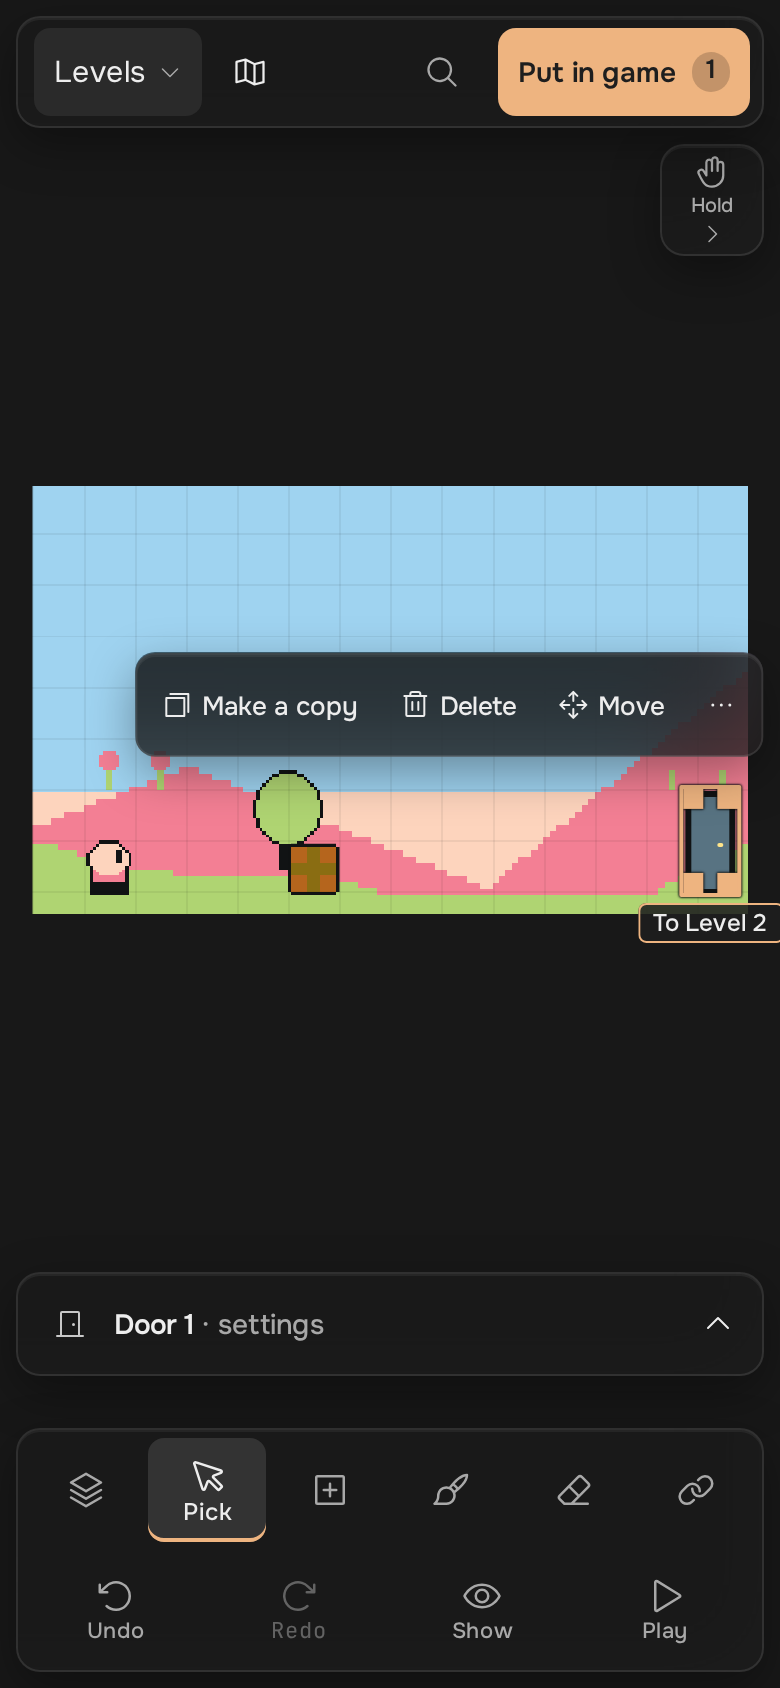 Levels
Put in game 1
Hold
Make a copy Delete Move ...
To Level 2
Door 1 · settings
Pick
Undo Redo Show Play